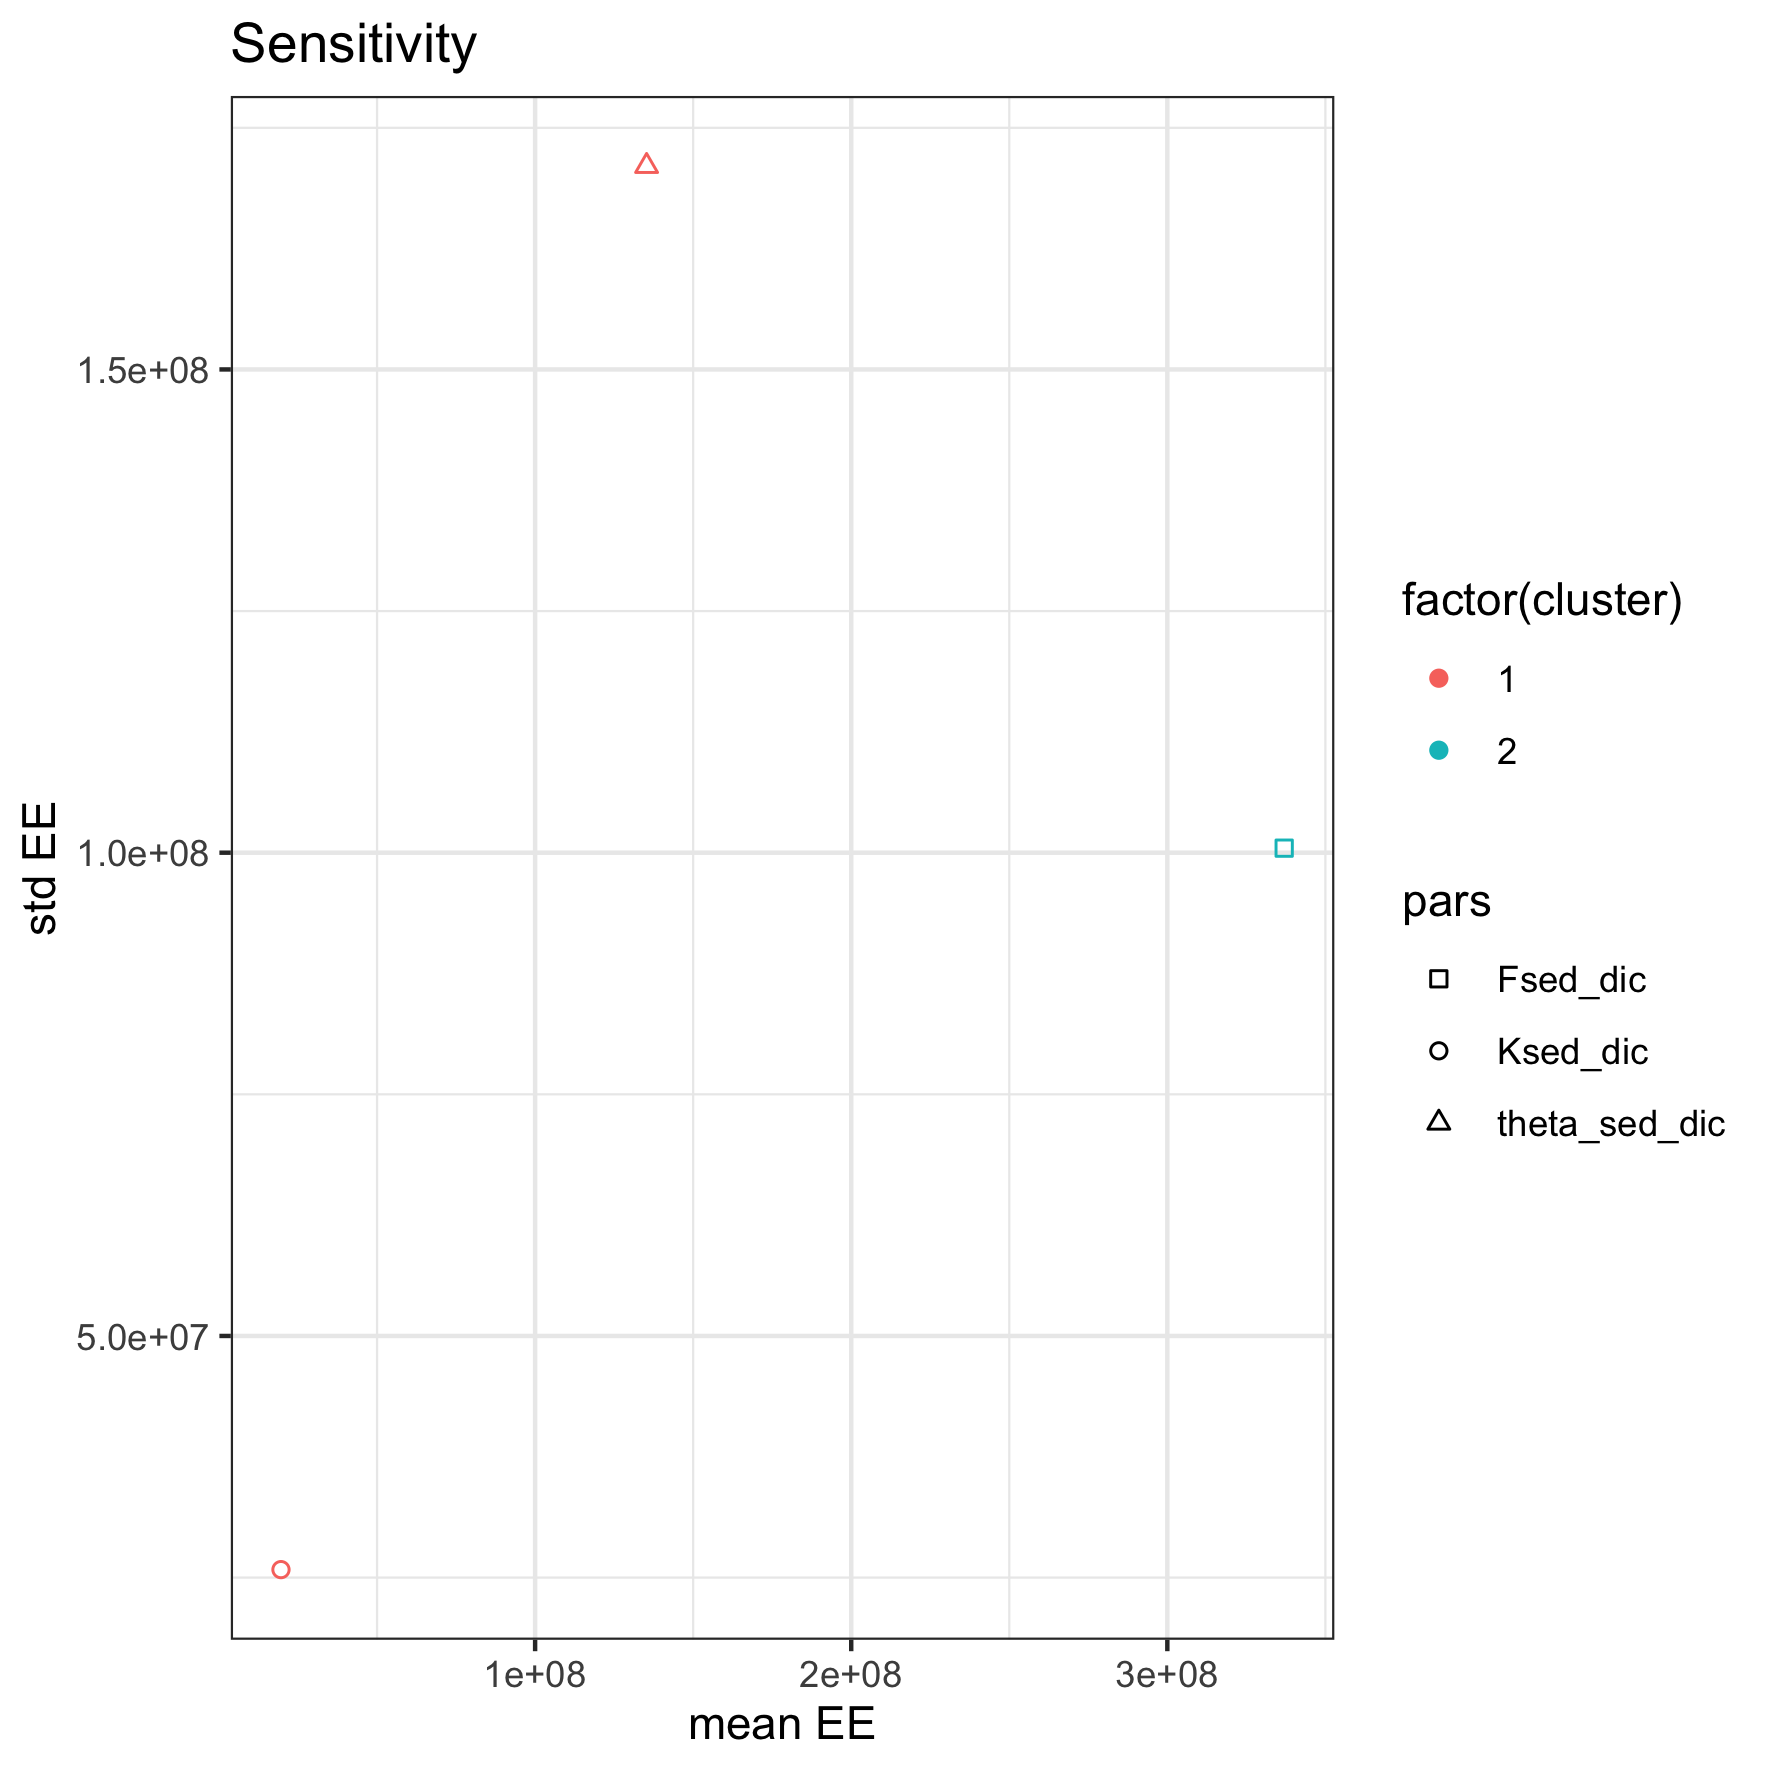 Sensitivity
std EE
1.5e+08
1.0e+08
5.0e+07
1e+08
2e+08
3e+08
mean EE
factor(cluster)
1
2
pars
Fsed_dic
Ksed_dic
theta_sed_dic